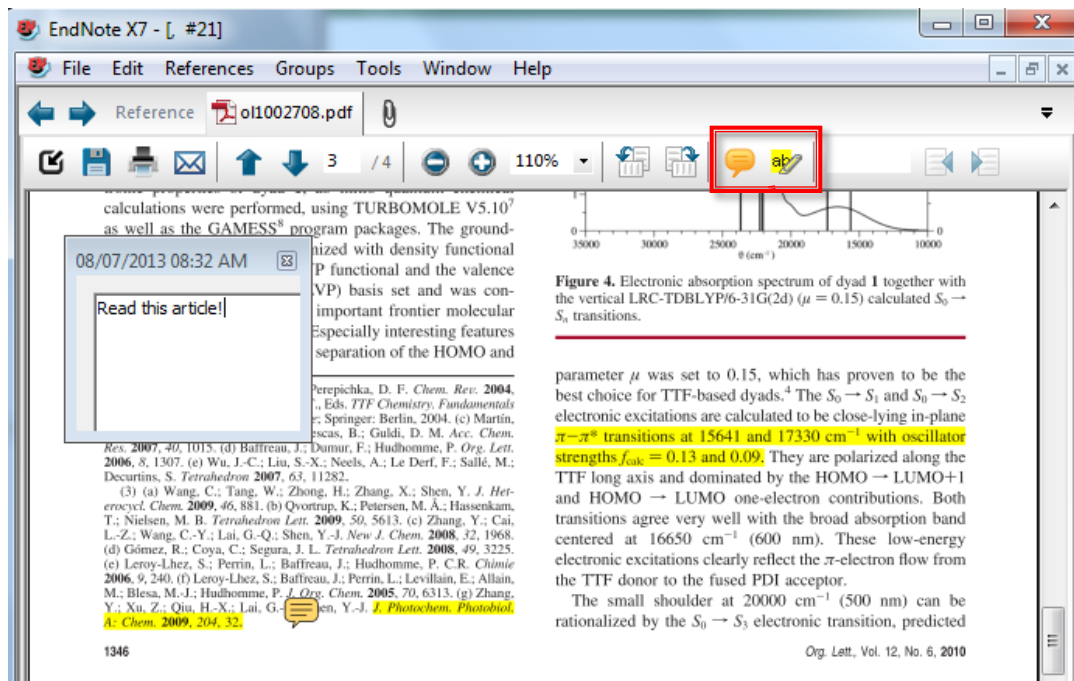 EndNote X7 - [, #21]
File Edit References Groups Tools Window Help
Reference ol1002708.pdf
3 / 4 110% ab
calculations were performed, using TURBOMOLE V5.10⁷
as well as the GAMESS⁸ program packages. The ground-
mized with density functional
P functional and the valence
VP) basis set and was con-
important frontier molecular
Especially interesting features
separation of the HOMO and
08/07/2013 08:32 AM
Read this article!
Perepichka, D. F. Chem. Rev. 2004,
., Eds. TTF Chemistry. Fundamentals
; Springer: Berlin, 2004. (c) Martín,
escas, B.; Guldi, D. M. Acc. Chem.
Res. 2007, 40, 1015. (d) Baffreau, J.; Dumur, F.; Hudhomme, P. Org. Lett.
2006, 8, 1307. (e) Wu, J.-C.; Liu, S.-X.; Neels, A.; Le Derf, F.; Sallé, M.;
Decurtins, S. Tetrahedron 2007, 63, 11282.
(3) (a) Wang, C.; Tang, W.; Zhong, H.; Zhang, X.; Shen, Y. J. Het-
erocycl. Chem. 2009, 46, 881. (b) Qvortrup, K.; Petersen, M. Å.; Hassenkam,
T.; Nielsen, M. B. Tetrahedron Lett. 2009, 50, 5613. (c) Zhang, Y.; Cai,
L.-Z.; Wang, C.-Y.; Lai, G.-Q.; Shen, Y.-J. New J. Chem. 2008, 32, 1968.
(d) Gómez, R.; Coya, C.; Segura, J. L. Tetrahedron Lett. 2008, 49, 3225.
(e) Leroy-Lhez, S.; Perrin, L.; Baffreau, J.; Hudhomme, P. C.R. Chimie
2006, 9, 240. (f) Leroy-Lhez, S.; Baffreau, J.; Perrin, L.; Levillain, E.; Allain,
M.; Blesa, M.-J.; Hudhomme, P. J. Org. Chem. 2005, 70, 6313. (g) Zhang,
Y.; Xu, Z.; Qiu, H.-X.; Lai, G.- en, Y.-J. J. Photochem. Photobiol.
A: Chem. 2009, 204, 32.
1346
1
0 0
35000 30000 25000 20000 15000 10000
ṽ (cm⁻¹)
Figure 4. Electronic absorption spectrum of dyad 1 together with
the vertical LRC-TDBLYP/6-31G(2d) (μ = 0.15) calculated S₀ →
Sₙ transitions.
parameter μ was set to 0.15, which has proven to be the
best choice for TTF-based dyads.⁴ The S₀ → S₁ and S₀ → S₂
electronic excitations are calculated to be close-lying in-plane
π−π* transitions at 15641 and 17330 cm⁻¹ with oscillator
strengths f_calc = 0.13 and 0.09. They are polarized along the
TTF long axis and dominated by the HOMO → LUMO+1
and HOMO → LUMO one-electron contributions. Both
transitions agree very well with the broad absorption band
centered at 16650 cm⁻¹ (600 nm). These low-energy
electronic excitations clearly reflect the π-electron flow from
the TTF donor to the fused PDI acceptor.
The small shoulder at 20000 cm⁻¹ (500 nm) can be
rationalized by the S₀ → S₃ electronic transition, predicted
Org. Lett., Vol. 12, No. 6, 2010